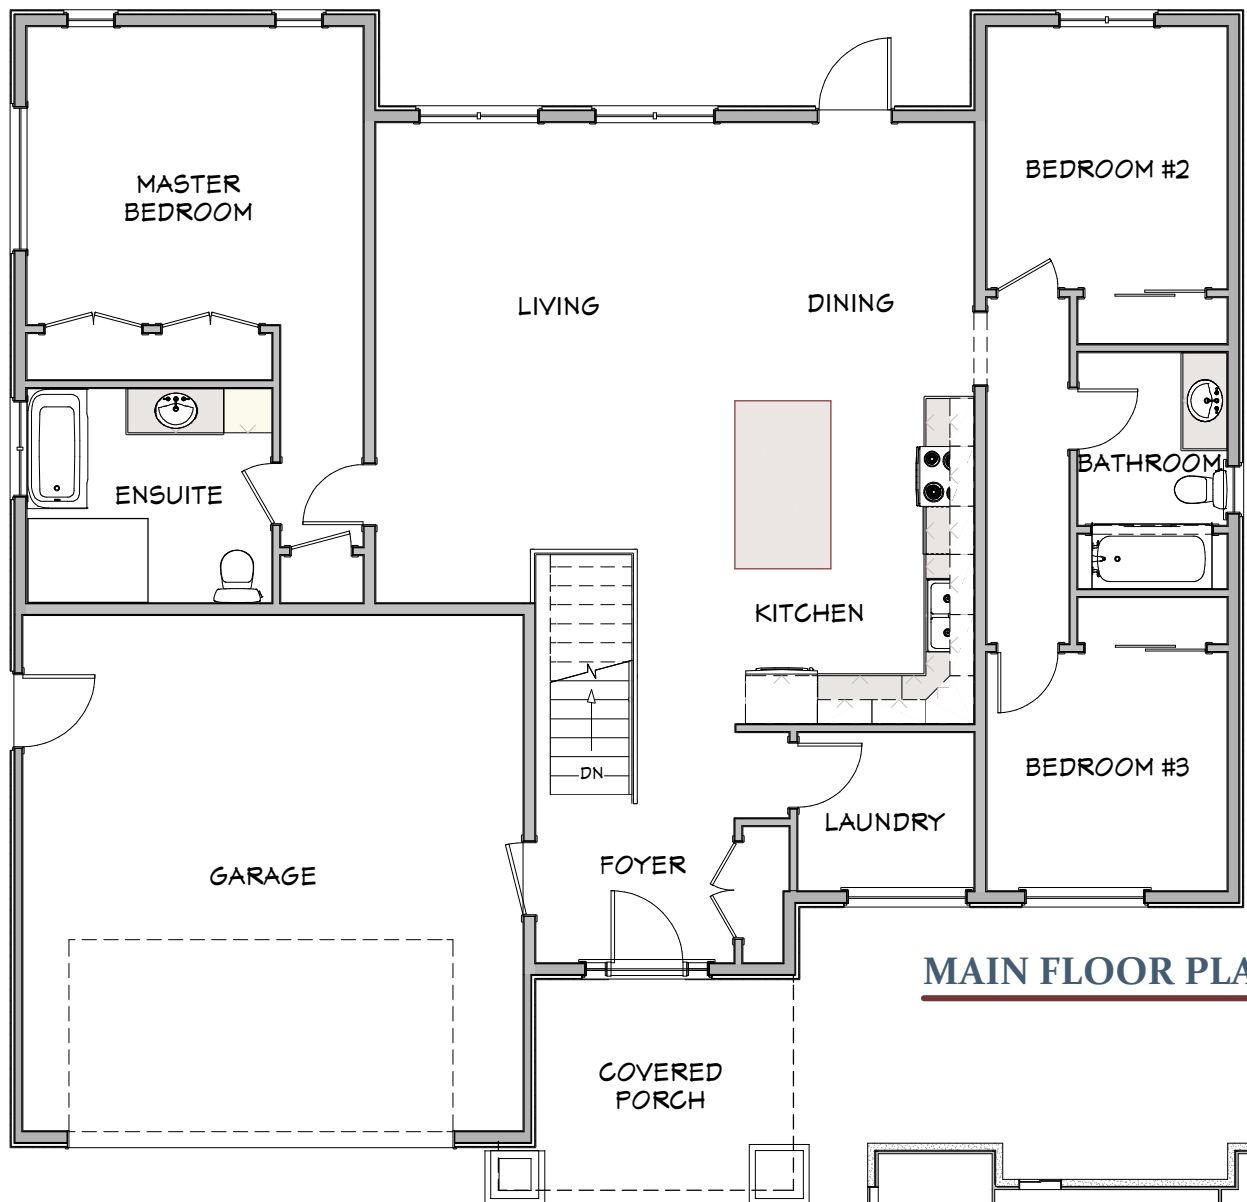 MASTER
BEDROOM
BEDROOM #2
LIVING
DINING
ENSUITE
BATHROOM
KITCHEN
DN
BEDROOM #3
LAUNDRY
FOYER
GARAGE
MAIN FLOOR PLA
COVERED
PORCH